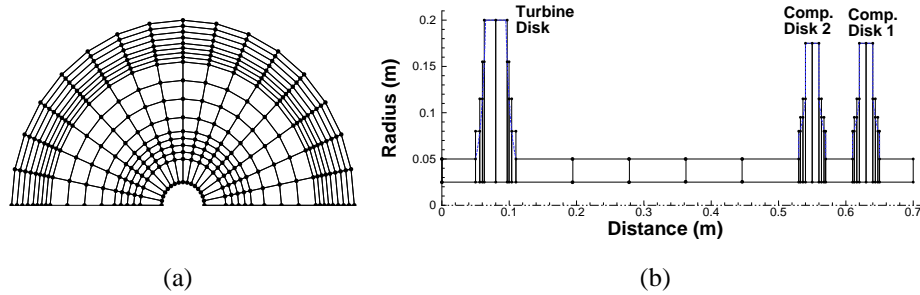 Turbine
Disk
Comp.
Disk 2
Comp.
Disk 1
Radius (m)
0.2
0.15
0.1
0.05
0
0
0.1
0.2
0.3
0.4
0.5
0.6
0.7
Distance (m)
(a)
(b)